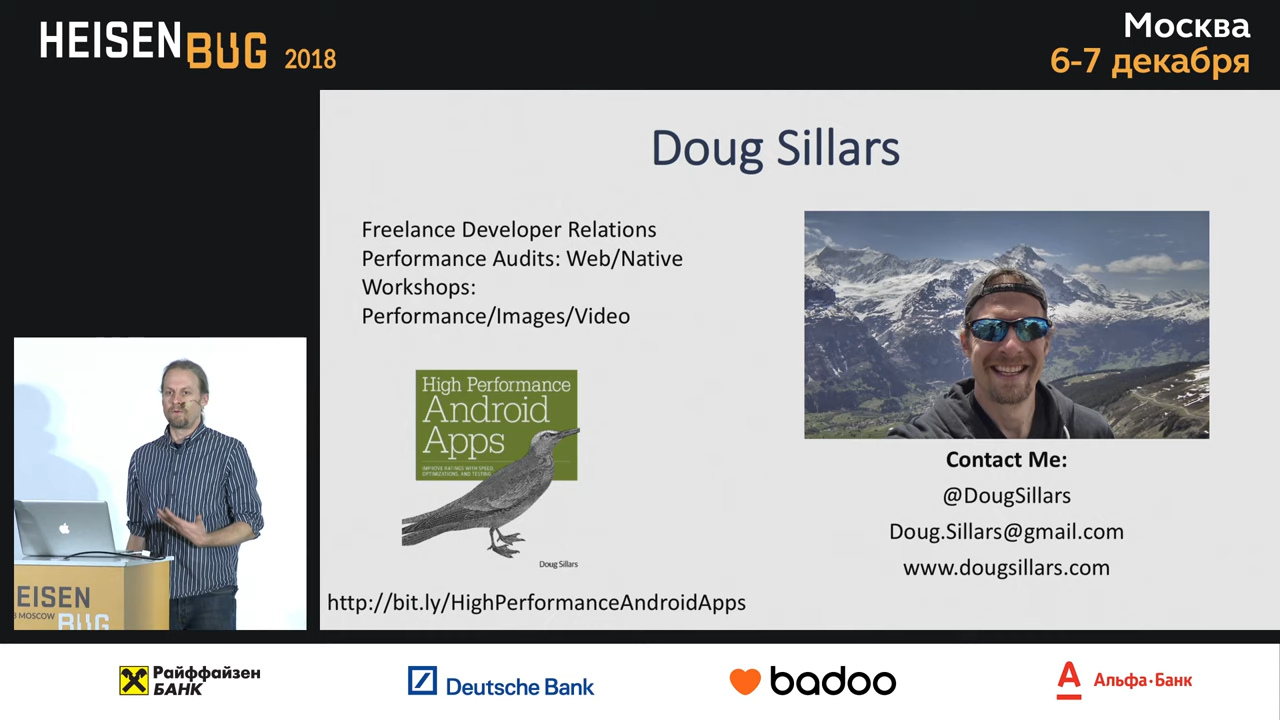 HEISENBUG 2018
Москва
6-7 декабря
Doug Sillars
Freelance Developer Relations
Performance Audits: Web/Native
Workshops:
Performance/Images/Video
High Performance
Android
Apps
IMPROVE RATINGS WITH SPEED,
OPTIMIZATIONS, AND TESTING
Doug Sillars
http://bit.ly/HighPerformanceAndroidApps
Contact Me:
@DougSillars
Doug.Sillars@gmail.com
www.dougsillars.com
EISEN
MOSCOW
BUG
Райффайзен
БАНК
Deutsche Bank
badoo
Альфа·Банк